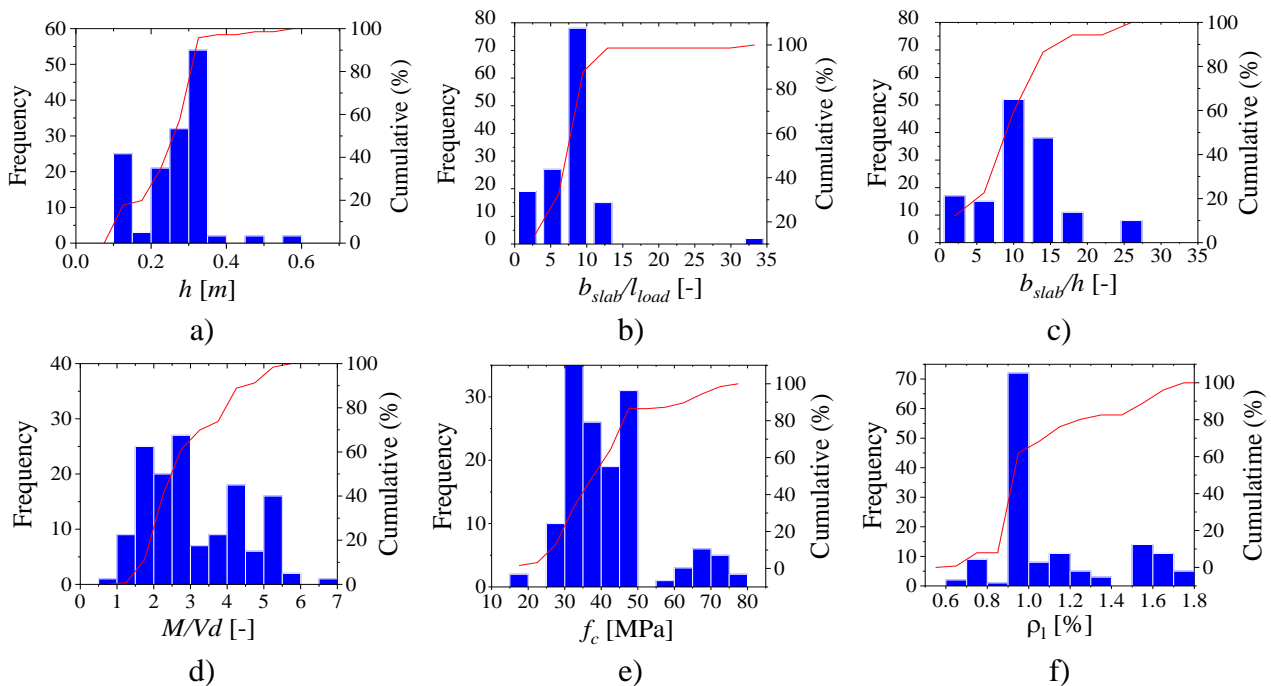 60
50
40
30
20
10
0
Frequency
0.0 0.2 0.4 0.6
h [m]
100
80
60
40
20
0
Cumulative (%)
a)
80
70
60
50
40
30
20
10
0
Frequency
0 5 10 15 20 25 30 35
b_slab/l_load [-]
100
80
60
40
20
Cumulative (%)
b)
80
70
60
50
40
30
20
10
0
Frequency
0 5 10 15 20 25 30 35
b_slab/h [-]
100
80
60
40
20
0
Cumulative (%)
c)
40
30
20
10
0
Frequency
0 1 2 3 4 5 6 7
M/Vd [-]
100
80
60
40
20
0
Cumulative (%)
d)
30
20
10
0
Frequency
10 20 30 40 50 60 70 80
f_c [MPa]
100
80
60
40
20
0
Cumulative (%)
e)
70
60
50
40
30
20
10
0
Frequency
0.6 0.8 1.0 1.2 1.4 1.6 1.8
ρ_l [%]
100
80
60
40
20
0
Cumulatime (%)
f)